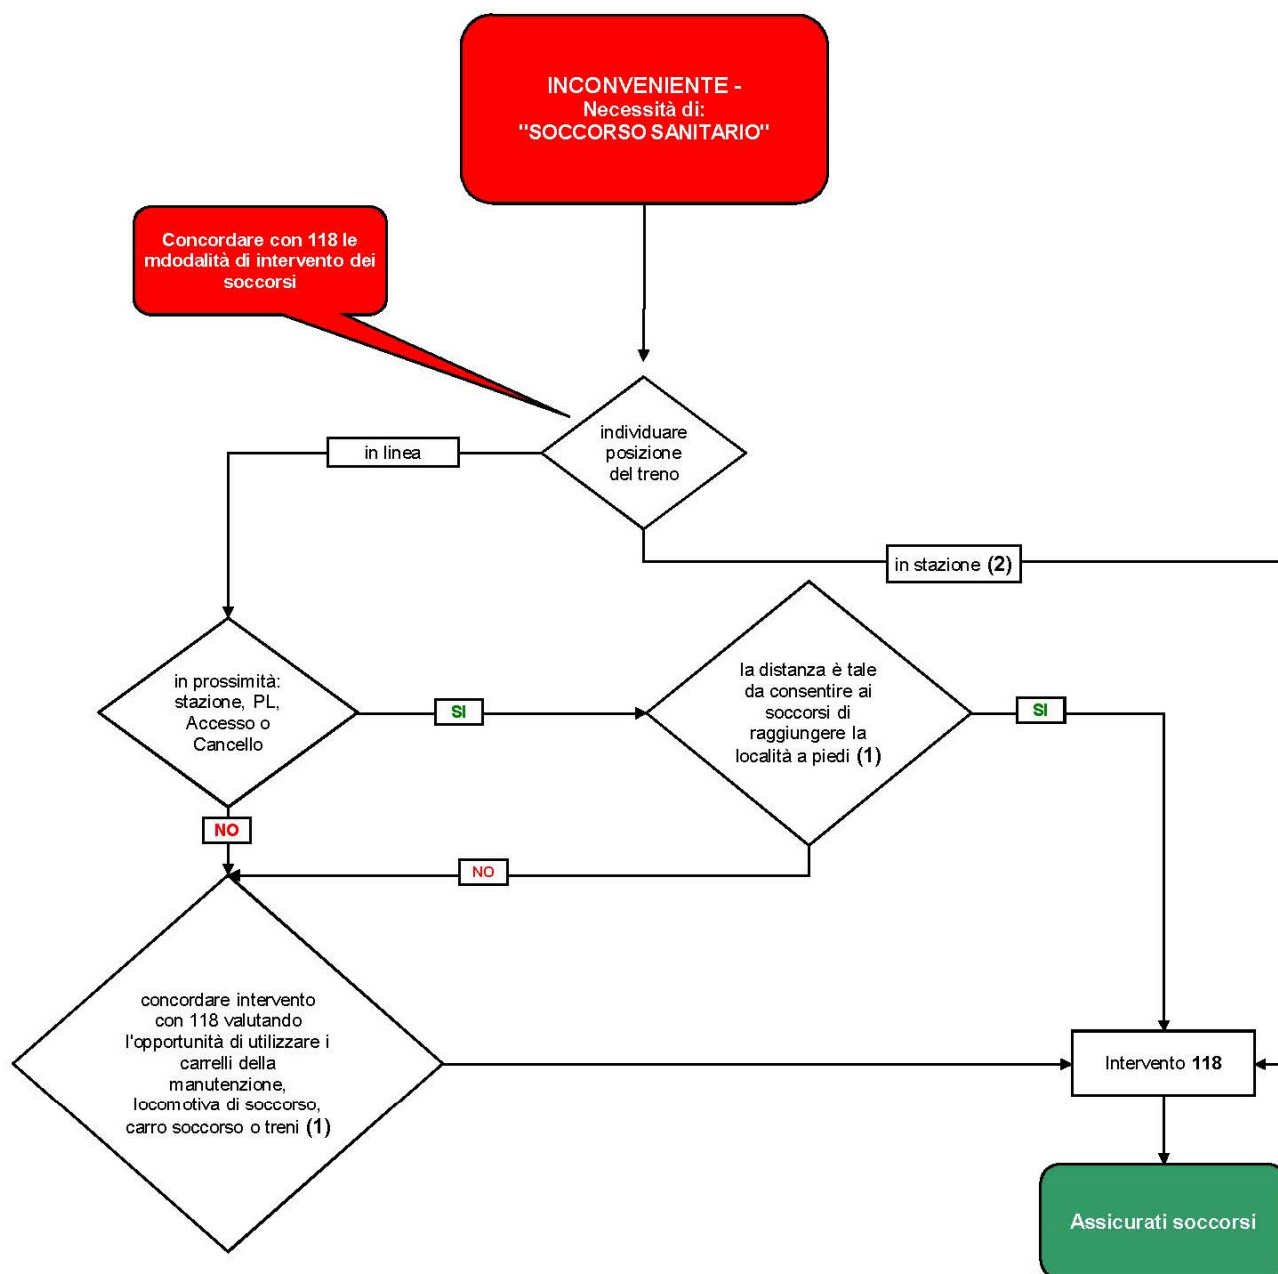 INCONVENIENTE -
Necessità di:
"SOCCORSO SANITARIO"
Concordare con 118 le
mdodalità di intervento dei
soccorsi
individuare
posizione
del treno
in linea
in stazione (2)
in prossimità:
stazione, PL,
Accesso o
Cancello
SI
la distanza è tale
da consentire ai
soccorsi di
raggiungere la
località a piedi (1)
SI
NO
NO
concordare intervento
con 118 valutando
l'opportunità di utilizzare i
carrelli della
manutenzione,
locomotiva di soccorso,
carro soccorso o treni (1)
Intervento 118
Assicurati soccorsi